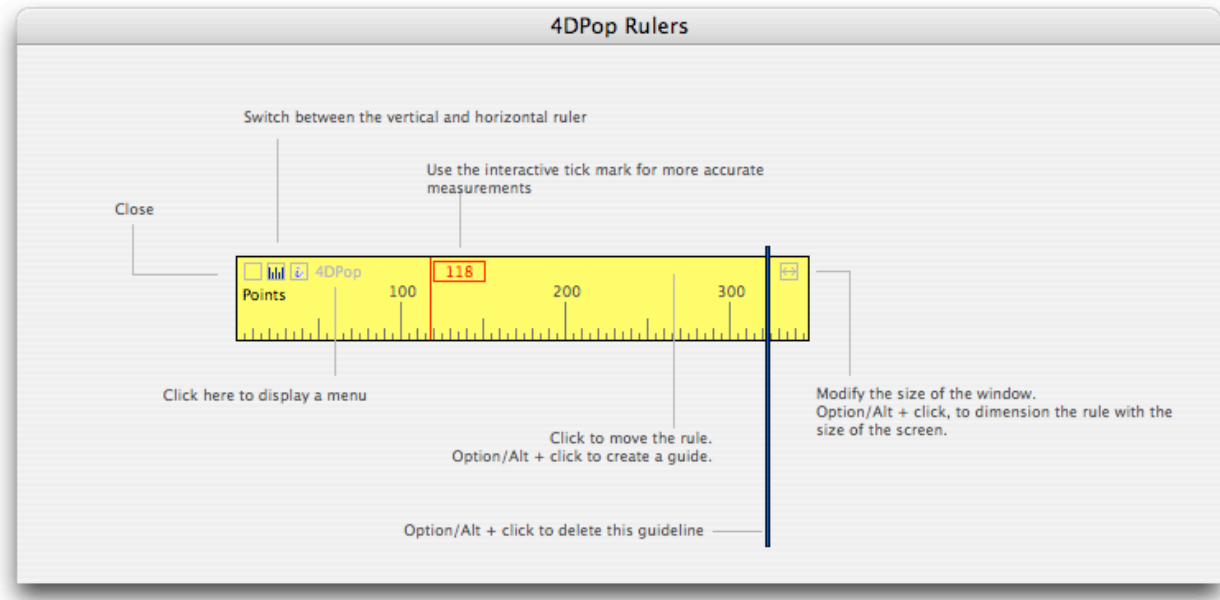 4DPop Rulers
Switch between the vertical and horizontal ruler
Use the interactive tick mark for more accurate
measurements
Close
4DPop
118
Points
100
200
300
Click here to display a menu
Modify the size of the window.
Option/Alt + click, to dimension the rule with the
size of the screen.
Click to move the rule.
Option/Alt + click to create a guide.
Option/Alt + click to delete this guideline